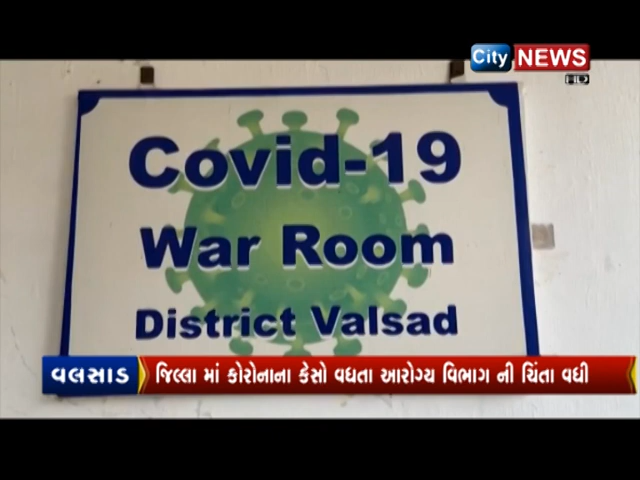 City NEWS
HD
Covid-19
War Room
District Valsad
વલસાડ
જિલ્લા માં કોરોનાના કેસો વધતા આરોગ્ય વિભાગ ની ચિંતા વધી